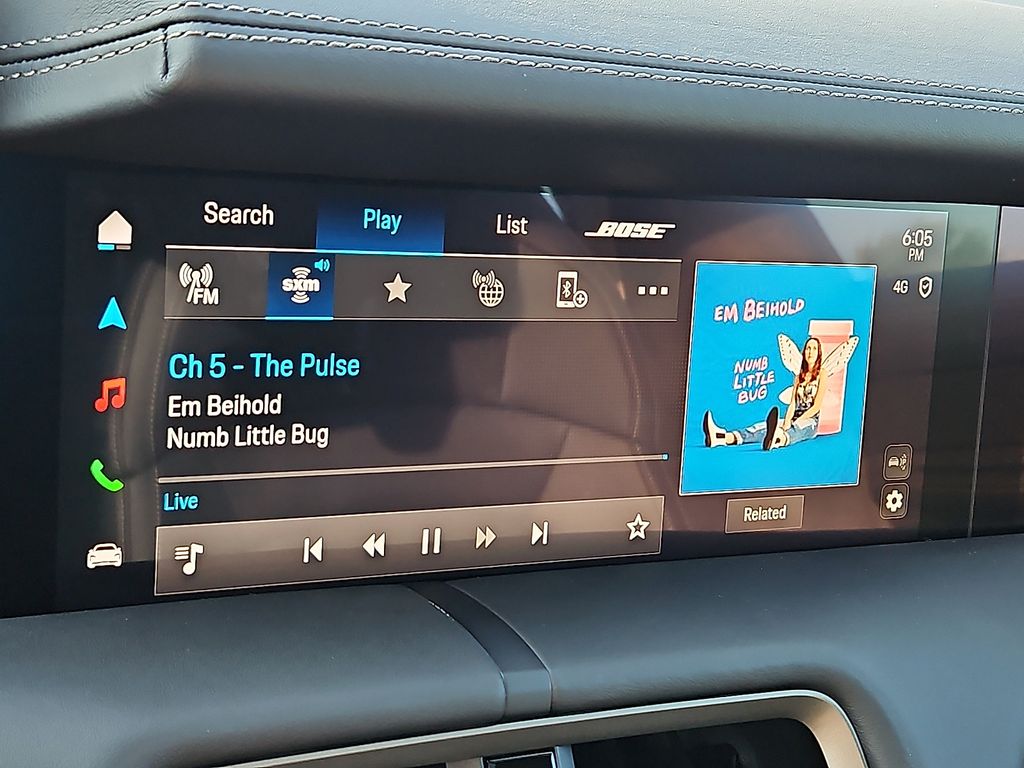 Search
Play
List
BOSE
6:05
PM
4G
FM
sxm
Ch 5 - The Pulse
Em Beihold
Numb Little Bug
Live
EM BEIHOLD
NUMB
LITTLE
BUG
Related